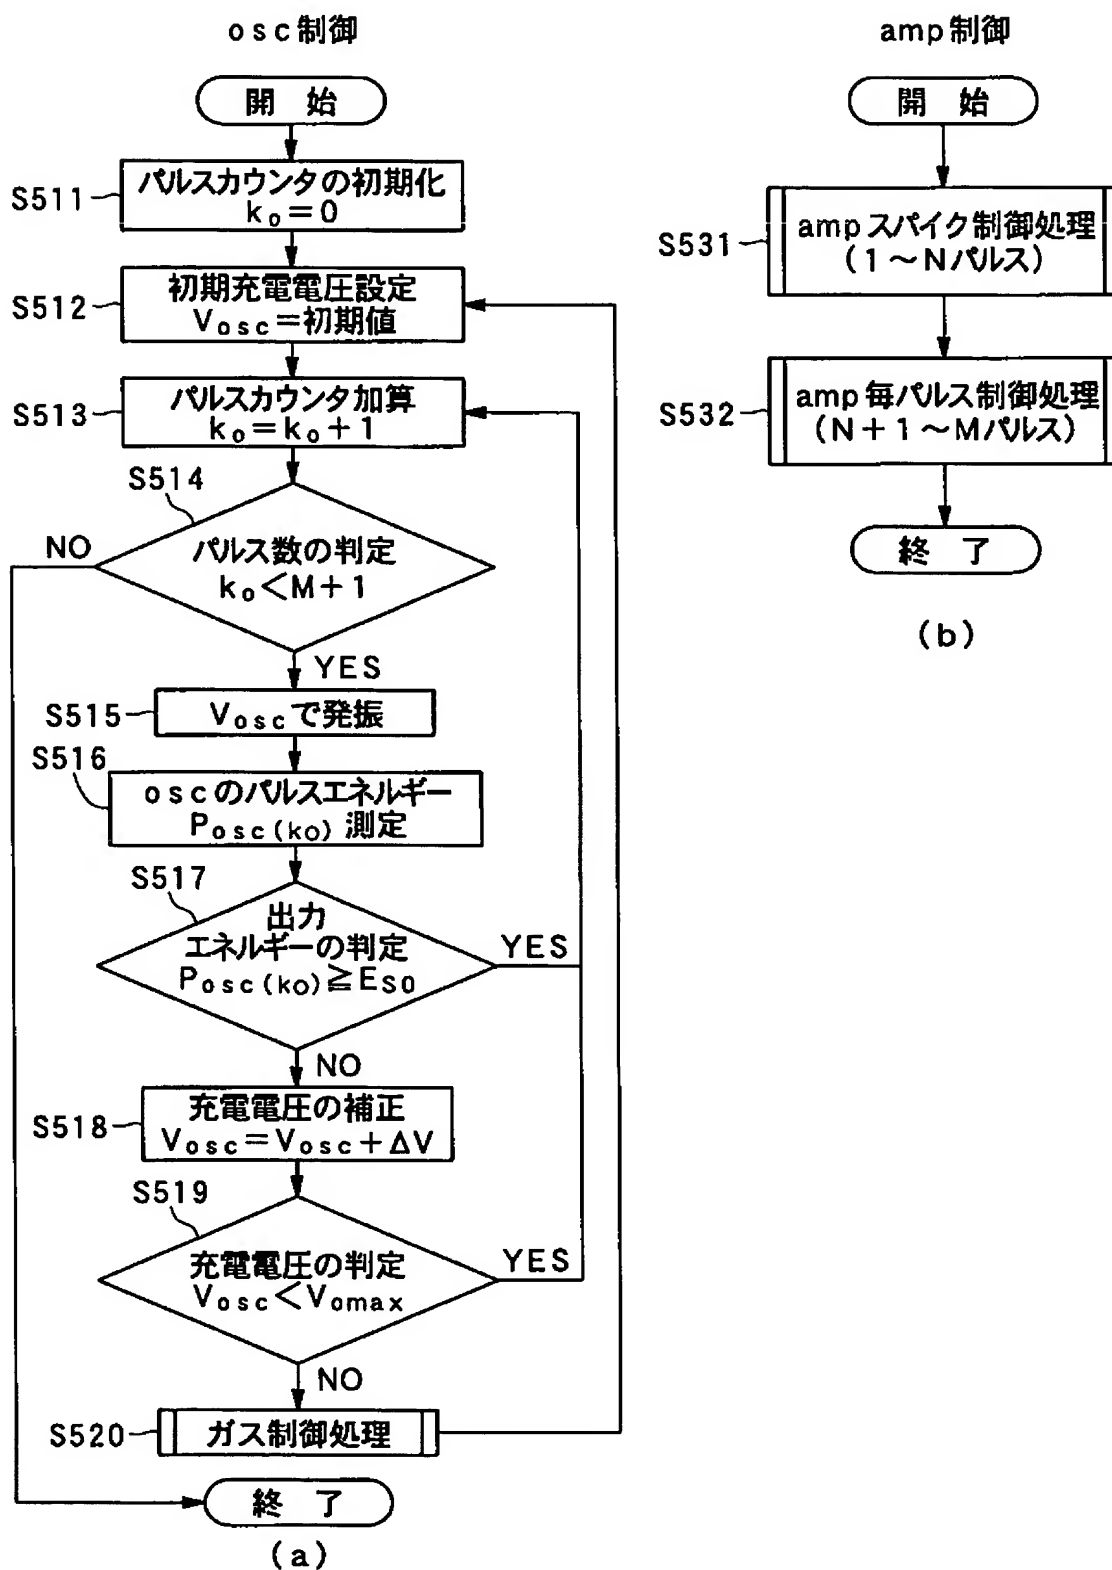 osc制御
開 始
S511
パルスカウンタの初期化
ko=0
S512
初期充電電圧設定
Vosc=初期値
S513
パルスカウンタ加算
ko=ko+1
S514
NO
パルス数の判定
ko<M+1
YES
S515
Voscで発振
S516
oscのパルスエネルギー
Posc(ko) 測定
S517
出力
エネルギーの判定
Posc(ko)≧Eso
YES
NO
S518
充電電圧の補正
Vosc=Vosc+ΔV
S519
充電電圧の判定
Vosc<Vomax
YES
NO
S520
ガス制御処理
終 了
(a)
amp制御
開 始
S531
ampスパイク制御処理
(1～Nパルス)
S532
amp毎パルス制御処理
(N+1～Mパルス)
終 了
(b)